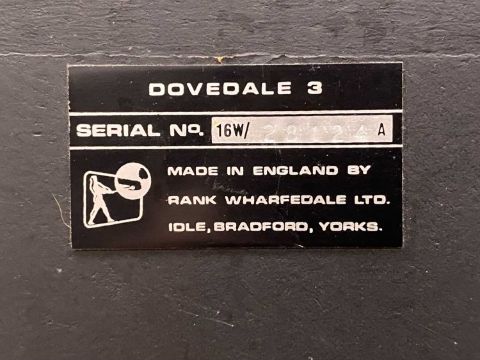 DOVEDALE 3
SERIAL NO. 16W/ A
MADE IN ENGLAND BY
RANK WHARFEDALE LTD.
IDLE, BRADFORD, YORKS.